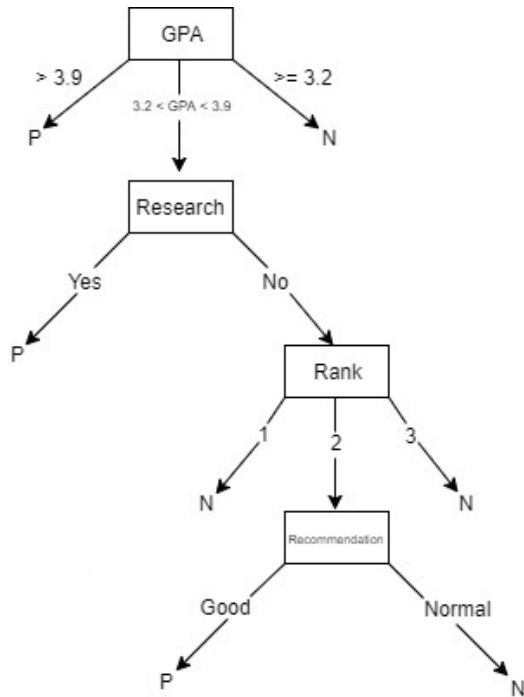 GPA
> 3.9
>= 3.2
3.2 < GPA < 3.9
P
N
Research
Yes
No
P
Rank
1
2
3
N
N
Recommendation
Good
Normal
P
N